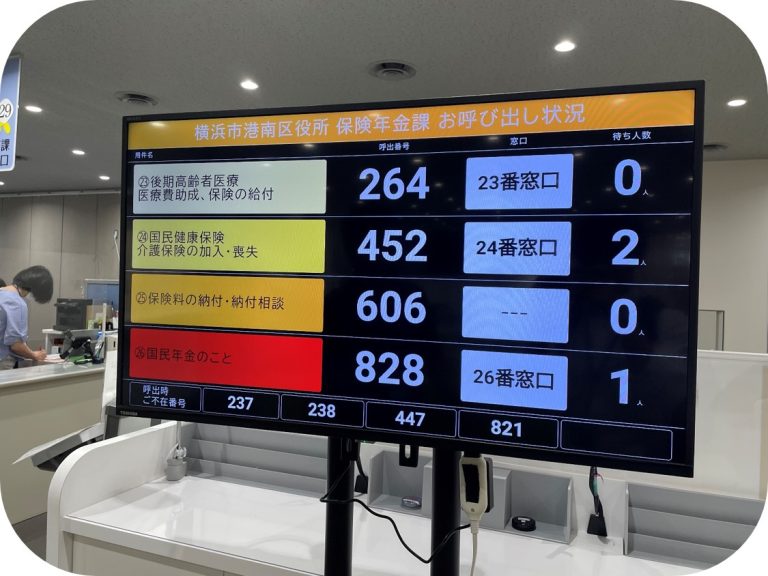 29
課
口
横浜市港南区役所 保険年金課 お呼び出し状況
用件名 呼出番号 窓口 待ち人数
㉓後期高齢者医療
医療費助成、保険の給付
264 23番窓口 0人
㉔国民健康保険
介護保険の加入・喪失
452 24番窓口 2人
㉕保険料の納付・納付相談 606 --- 0人
㉖国民年金のこと 828 26番窓口 1人
呼出時
ご不在番号
237 238 447 821
TOSHIBA